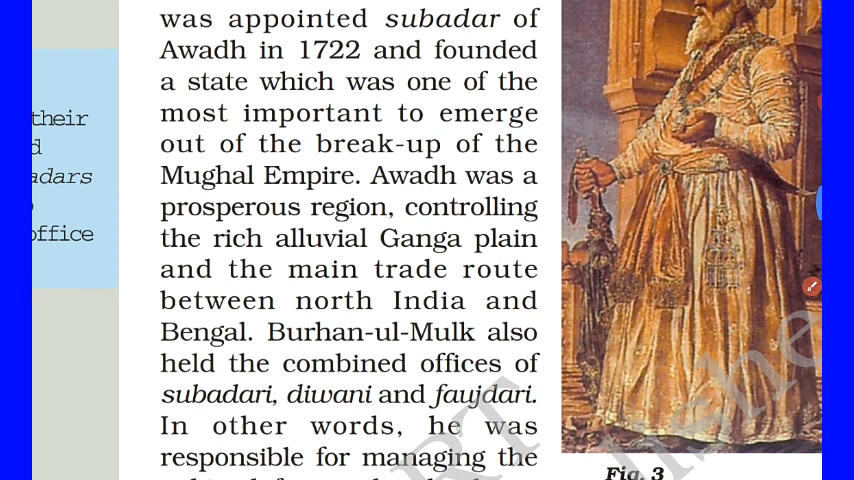 their
d
adars
office
was appointed subadar of
Awadh in 1722 and founded
a state which was one of the
most important to emerge
out of the break-up of the
Mughal Empire. Awadh was a
prosperous region, controlling
the rich alluvial Ganga plain
and the main trade route
between north India and
Bengal. Burhan-ul-Mulk also
held the combined offices of
subadari, diwani and faujdari.
In other words, he was
responsible for managing the
Fig. 3